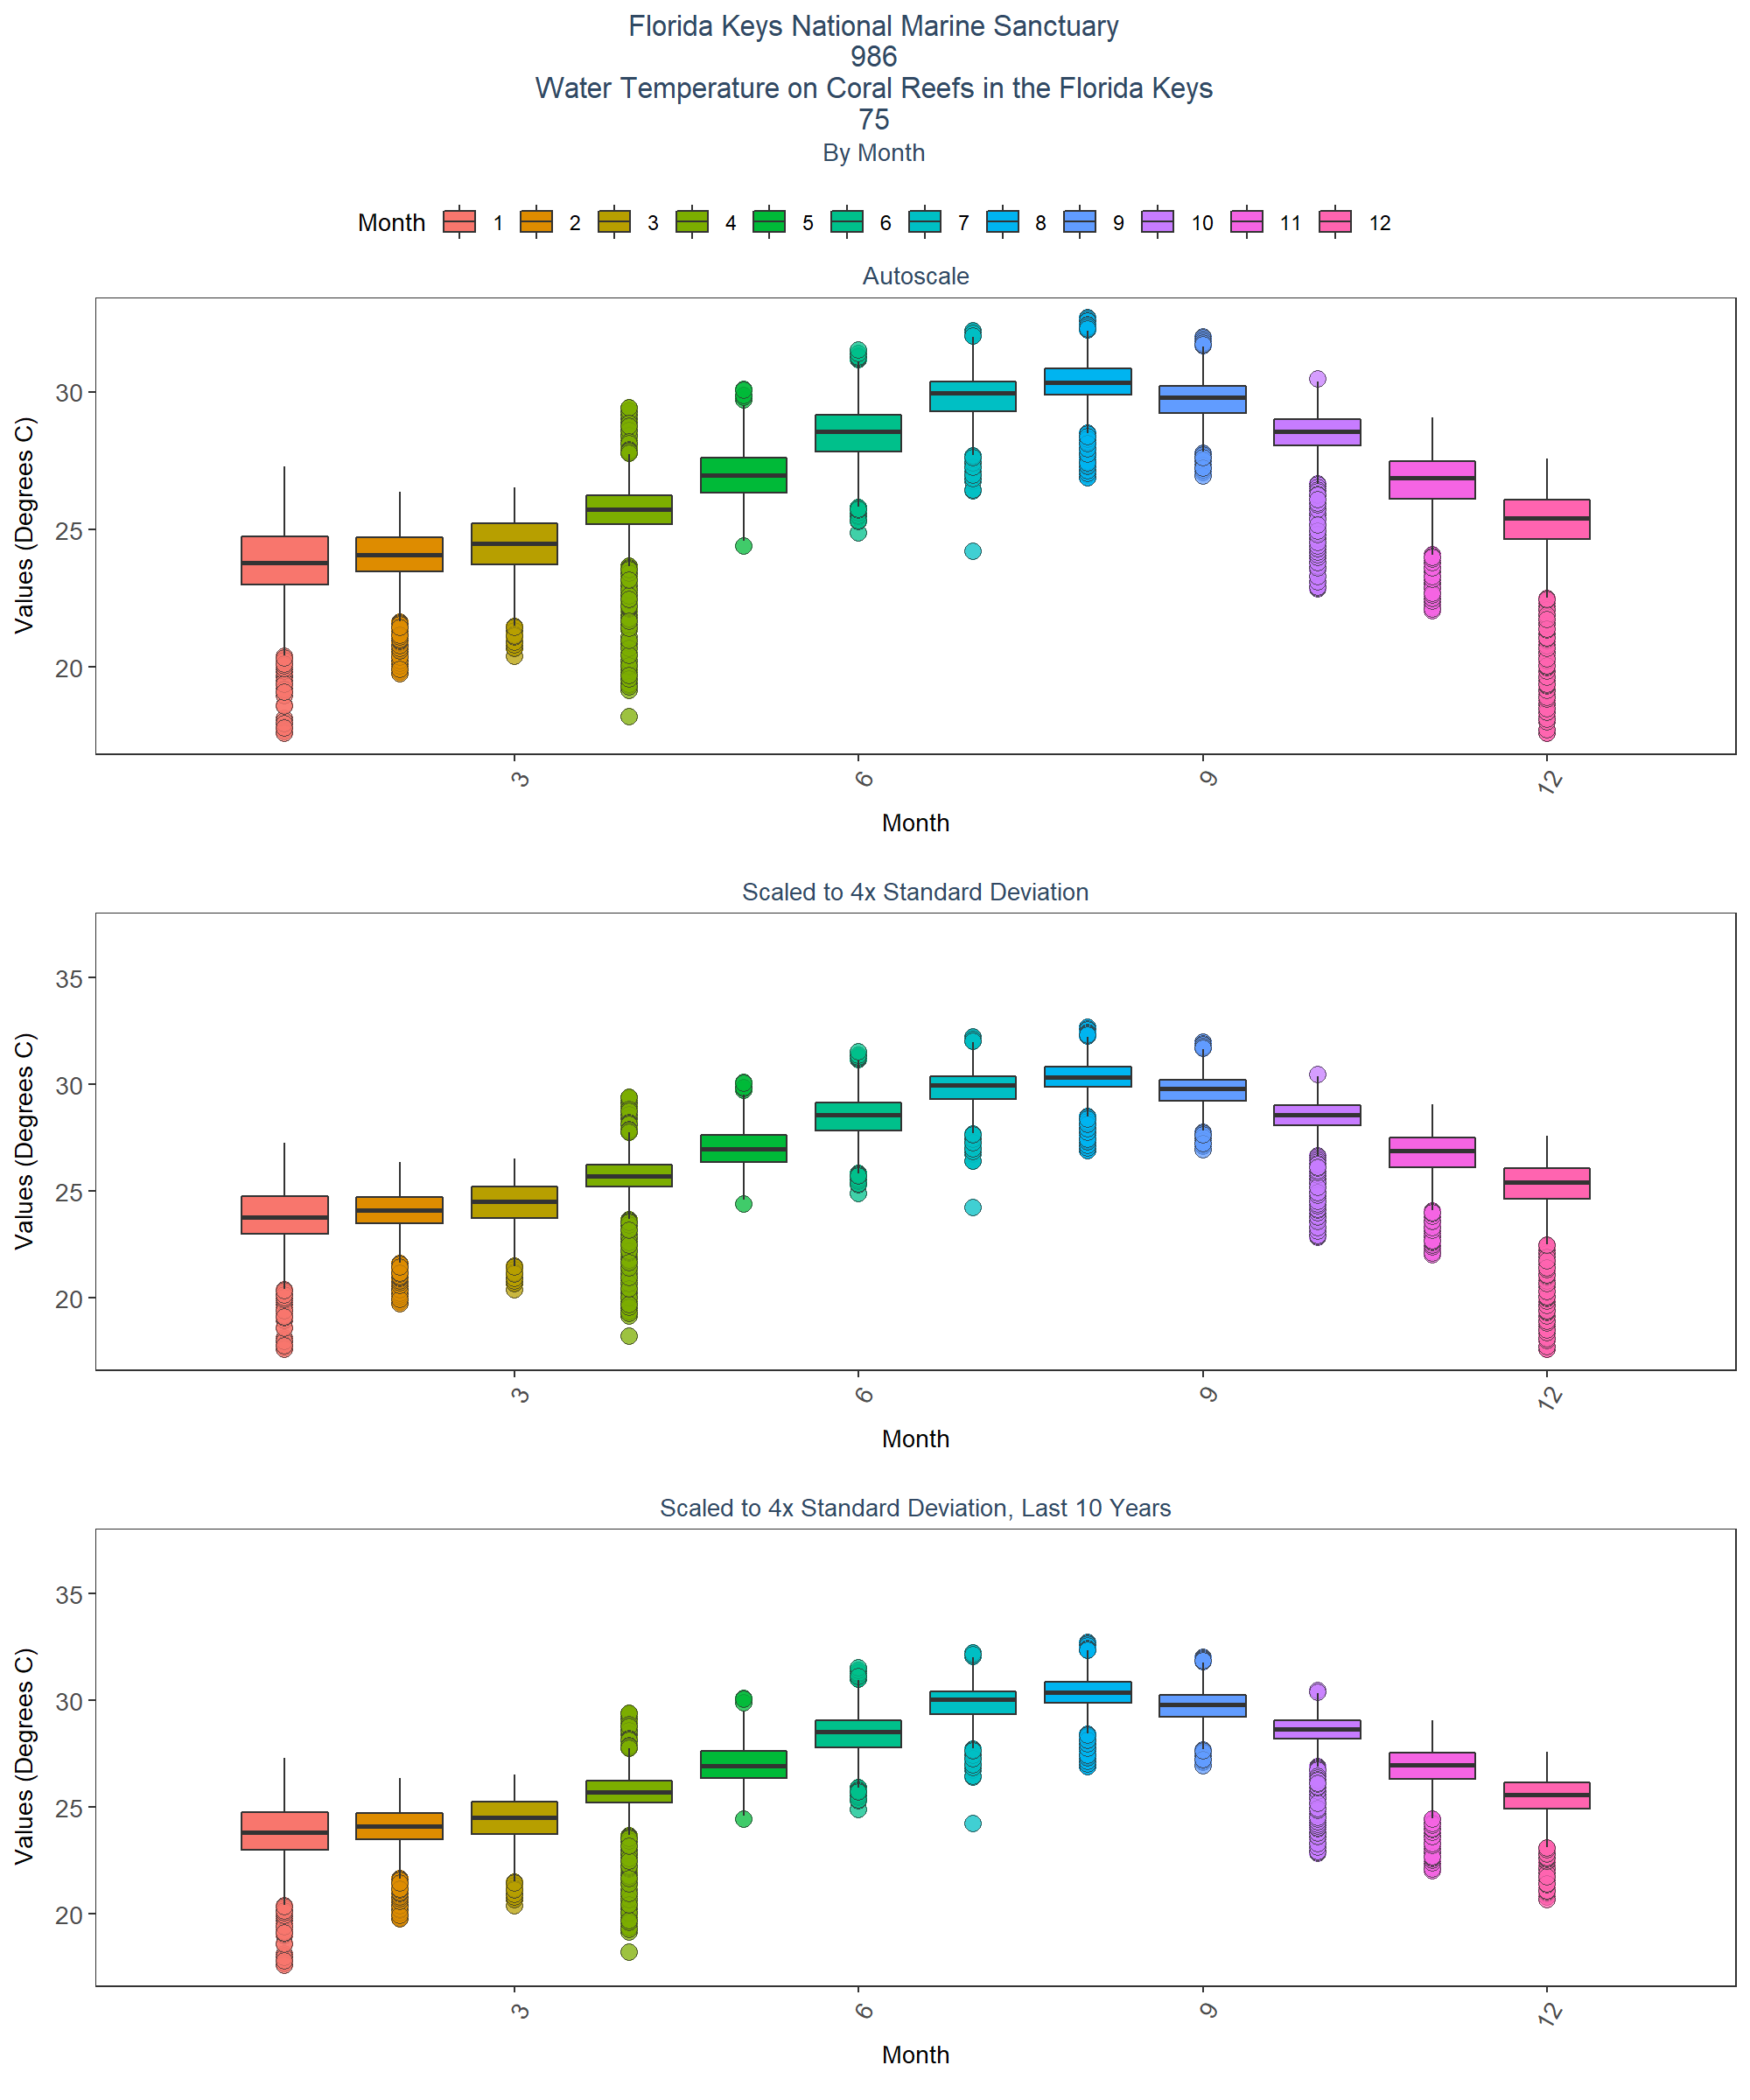 Florida Keys National Marine Sanctuary
986
Water Temperature on Coral Reefs in the Florida Keys
75
By Month
Month 1 2 3 4 5 6 7 8 9 10 11 12
Autoscale
Values (Degrees C)
30
25
20
3 6 9 12
Month
Scaled to 4x Standard Deviation
Values (Degrees C)
35
30
25
20
3 6 9 12
Month
Scaled to 4x Standard Deviation, Last 10 Years
Values (Degrees C)
35
30
25
20
3 6 9 12
Month